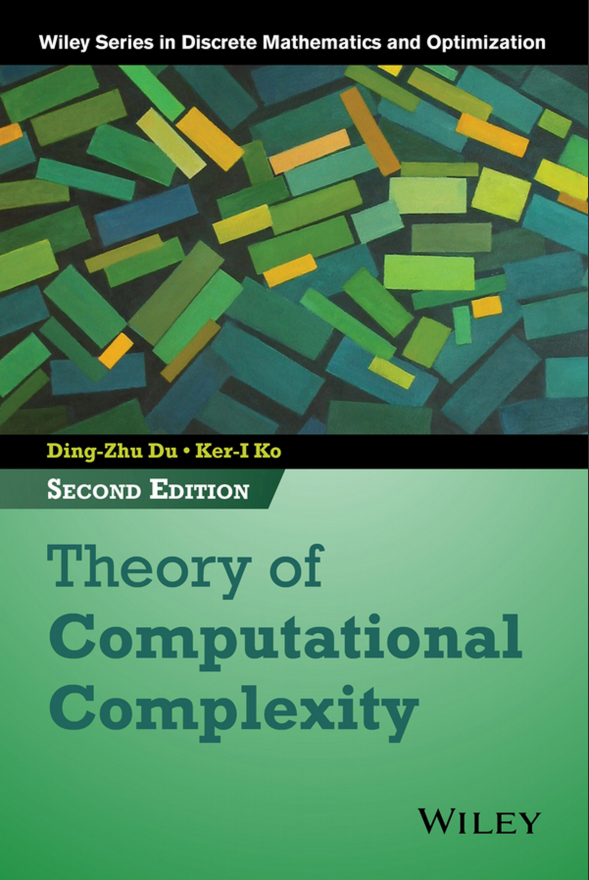 Wiley Series in Discrete Mathematics and Optimization
Ding-Zhu Du • Ker-I Ko
SECOND EDITION
Theory of
Computational
Complexity
WILEY